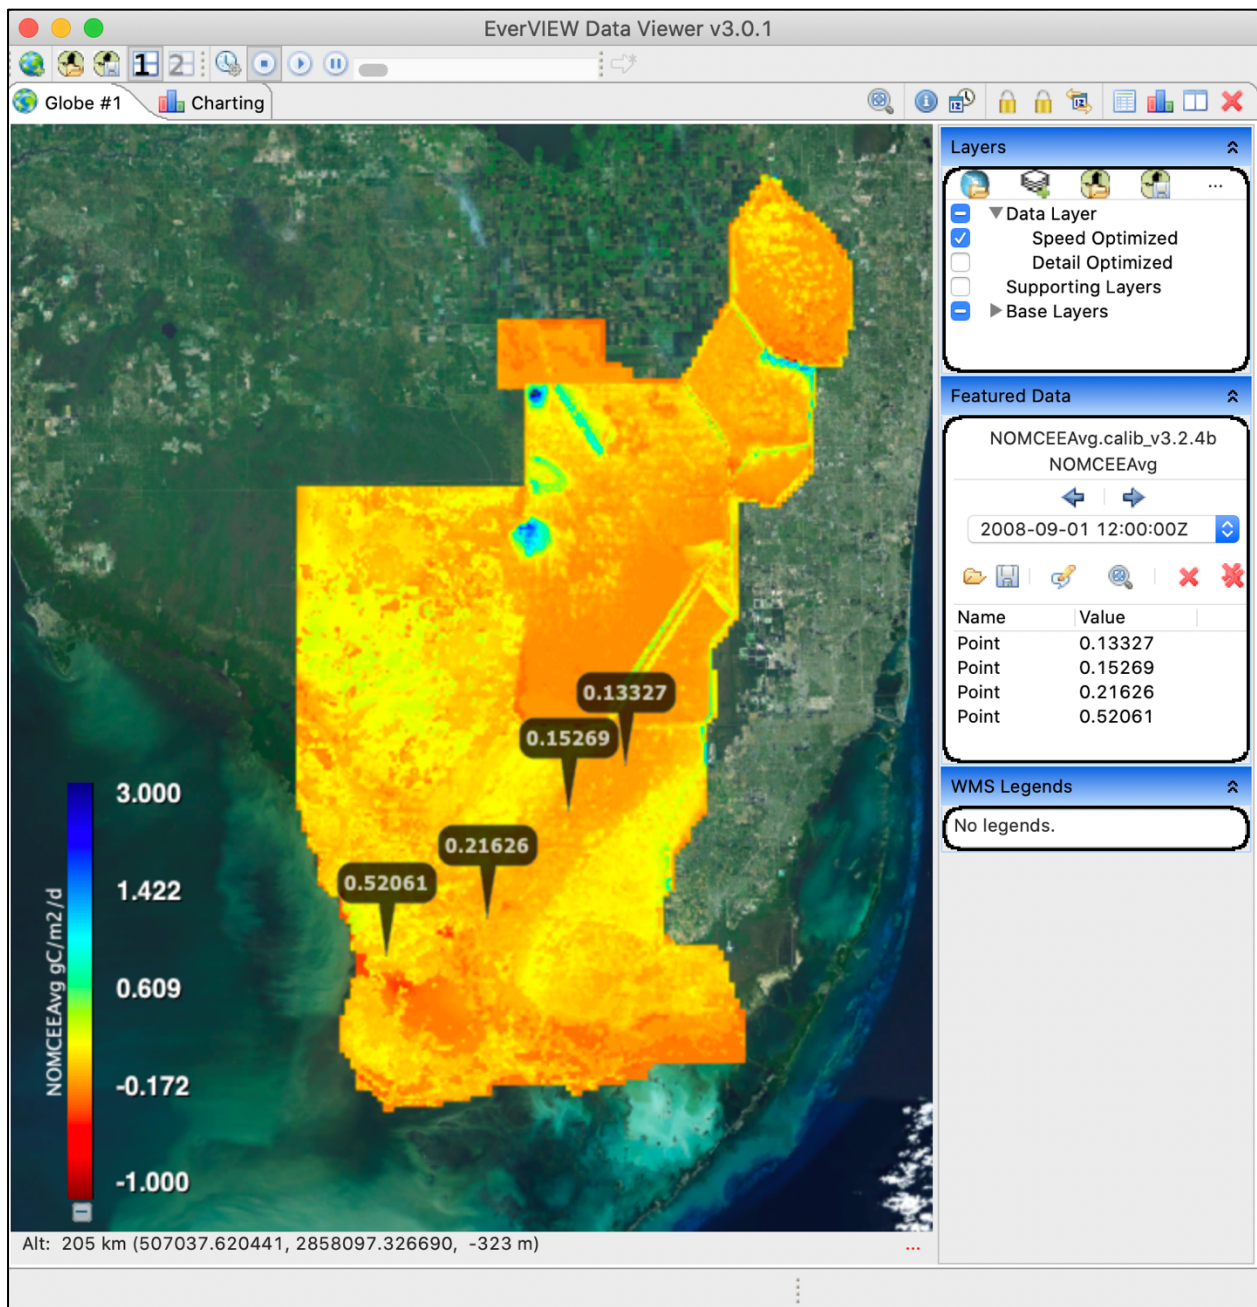 EverVIEW Data Viewer v3.0.1
1 2
Globe #1 Charting
Layers
...
Data Layer
Speed Optimized
Detail Optimized
Supporting Layers
Base Layers
Featured Data
NOMCEEAvg.calib_v3.2.4b
NOMCEEAvg
2008-09-01 12:00:00Z
Name Value
Point 0.13327
Point 0.15269
Point 0.21626
Point 0.52061
WMS Legends
No legends.
0.13327
0.15269
0.21626
0.52061
NOMCEEAvg gC/m2/d
3.000
1.422
0.609
-0.172
-1.000
Alt: 205 km (507037.620441, 2858097.326690, -323 m)
...